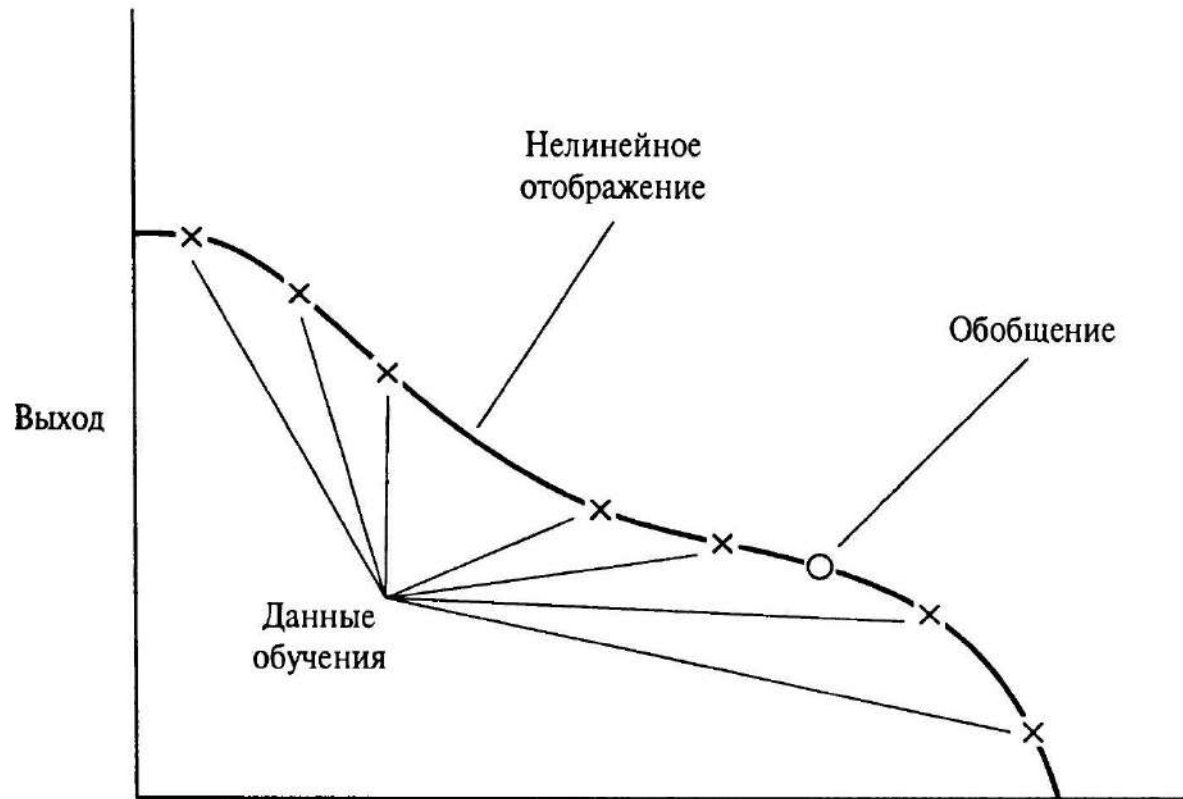 Нелинейное
отображение
Обобщение
Выход
Данные
обучения